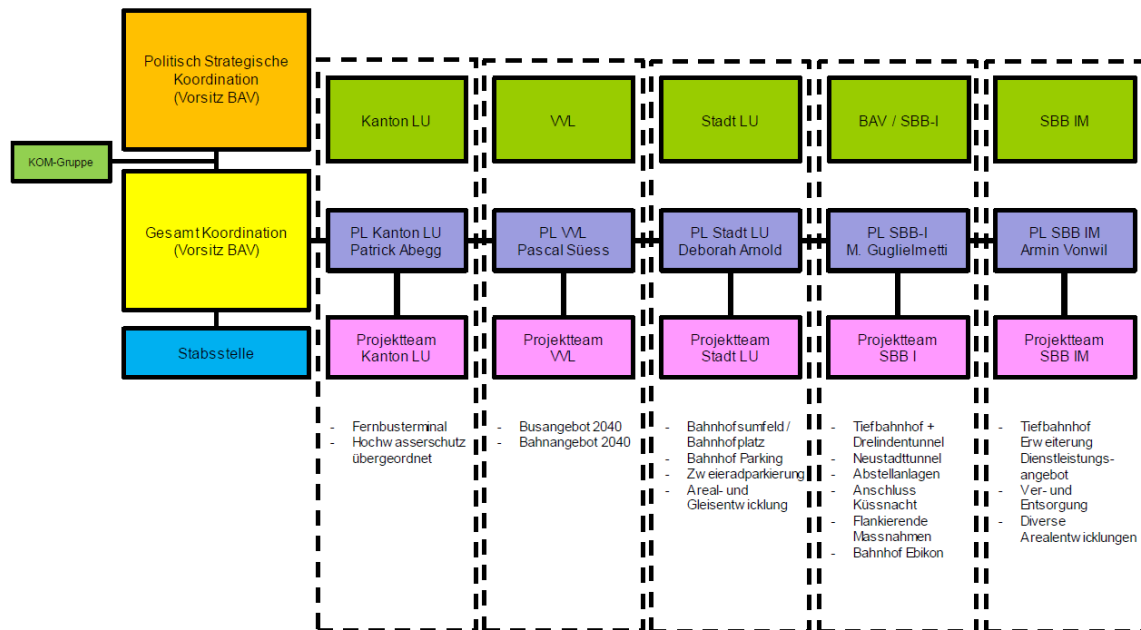 Politisch Strategische
Koordination
(Vorsitz BAV)
KOM-Gruppe
Gesamt Koordination
(Vorsitz BAV)
Stabsstelle
Kanton LU
VVL
Stadt LU
BAV / SBB-I
SBB IM
PL Kanton LU
Patrick Abegg
PL VVL
Pascal Süess
PL Stadt LU
Deborah Arnold
PL SBB-I
M. Guglielmetti
PL SBB IM
Armin Vonwil
Projektteam
Kanton LU
Projektteam
VVL
Projektteam
Stadt LU
Projektteam
SBB I
Projektteam
SBB IM
- Fernbusterminal
- Hochwasserschutz
übergeordnet
- Busangebot 2040
- Bahnangebot 2040
- Bahnhofsumfeld /
Bahnhofplatz
- Bahnhof Parking
- Zweieradparkierung
- Areal- und
Gleisentwicklung
- Tiefbahnhof +
Drelindentunnel
- Neustadttunnel
- Abstellanlagen
- Anschluss
Küssnacht
- Flankierende
Massnahmen
- Bahnhof Ebikon
- Tiefbahnhof
Erweiterung
Dienstleistungs-
angebot
- Ver- und
Entsorgung
- Diverse
Arealentwicklungen